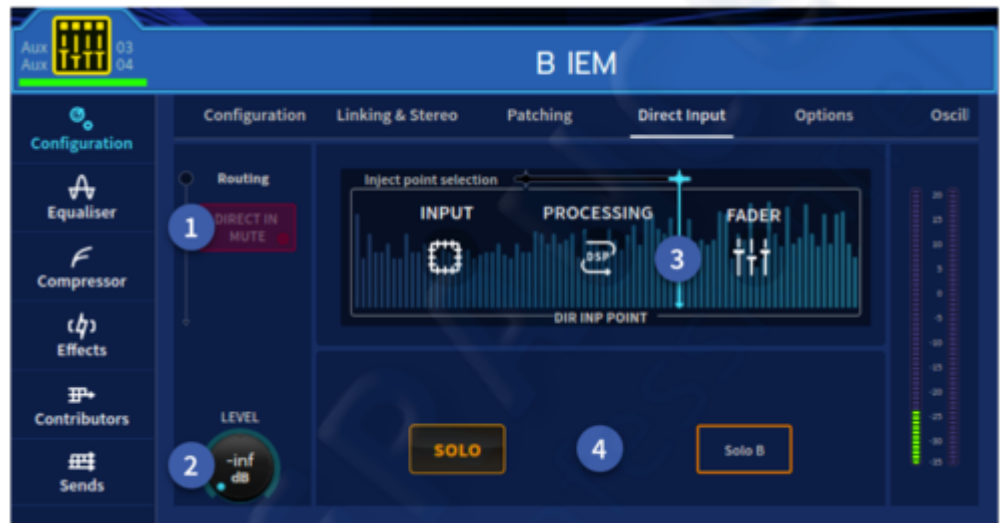 Aux 03
Aux 04
B IEM
Configuration Linking & Stereo Patching Direct Input Options Oscil
Configuration
Equaliser
Compressor
Effects
Contributors
Sends
Routing
DIRECT IN
MUTE
1
LEVEL
-inf
dB
2
Inject point selection
INPUT PROCESSING FADER
DSP
3
DIR INP POINT
SOLO 4 Solo B
20
15
10
5
0
-5
-10
-15
-20
-25
-30
-35